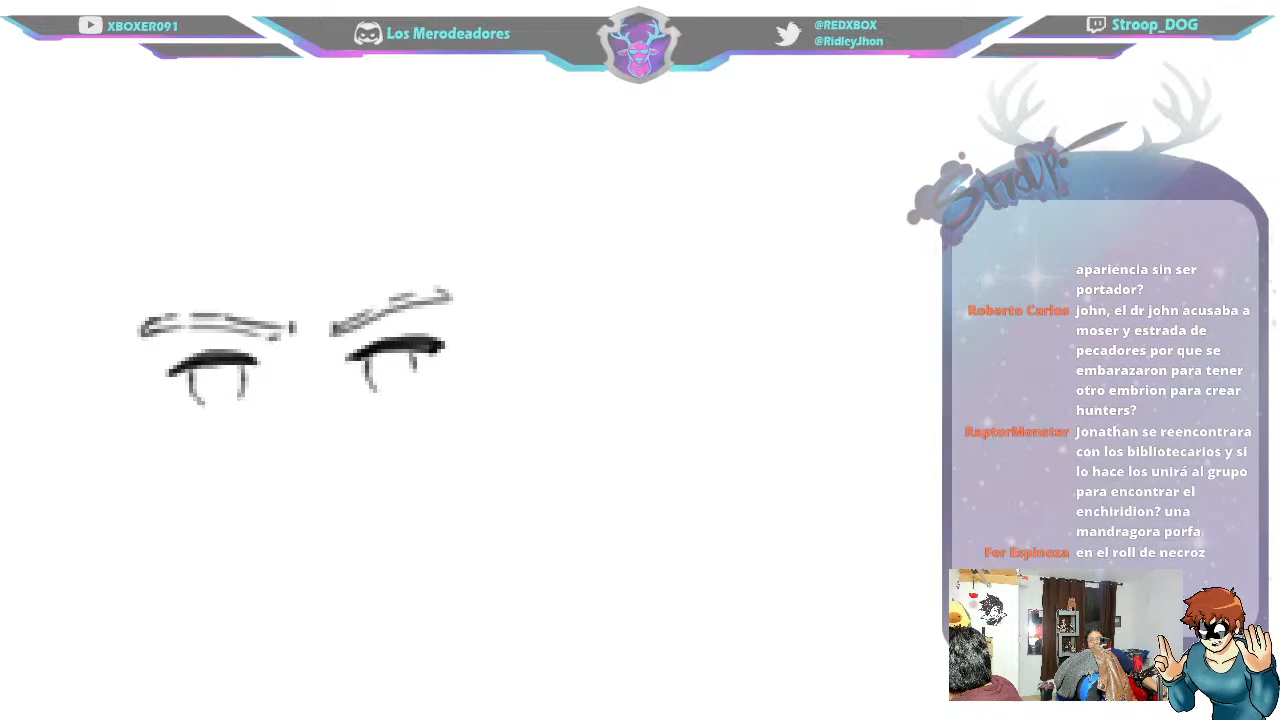 XBOXER091
Los Merodeadores
@REDXBOX
@RidleyJhon
Stroop_DOG
Stroup
apariencia sin ser
portador?
Roberto Carlos john, el dr john acusaba a
moser y estrada de
pecadores por que se
embarazaron para tener
otro embrion para crear
hunters?
RaptorMonster Jonathan se reencontrara
con los bibliotecarios y si
lo hace los unirá al grupo
para encontrar el
enchiridion? una
mandragora porfa
Fer Espinoza en el roll de necroz